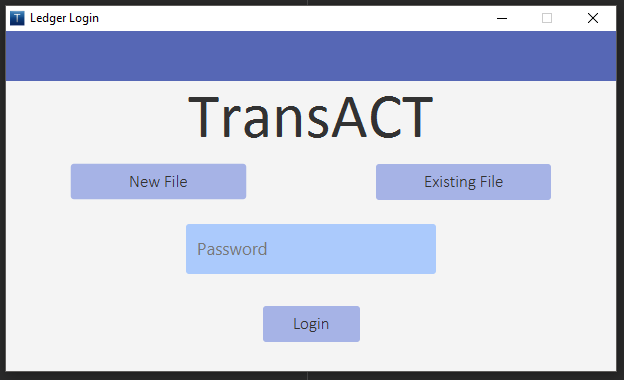 T Ledger Login
TransACT
New File Existing File
Password
Login